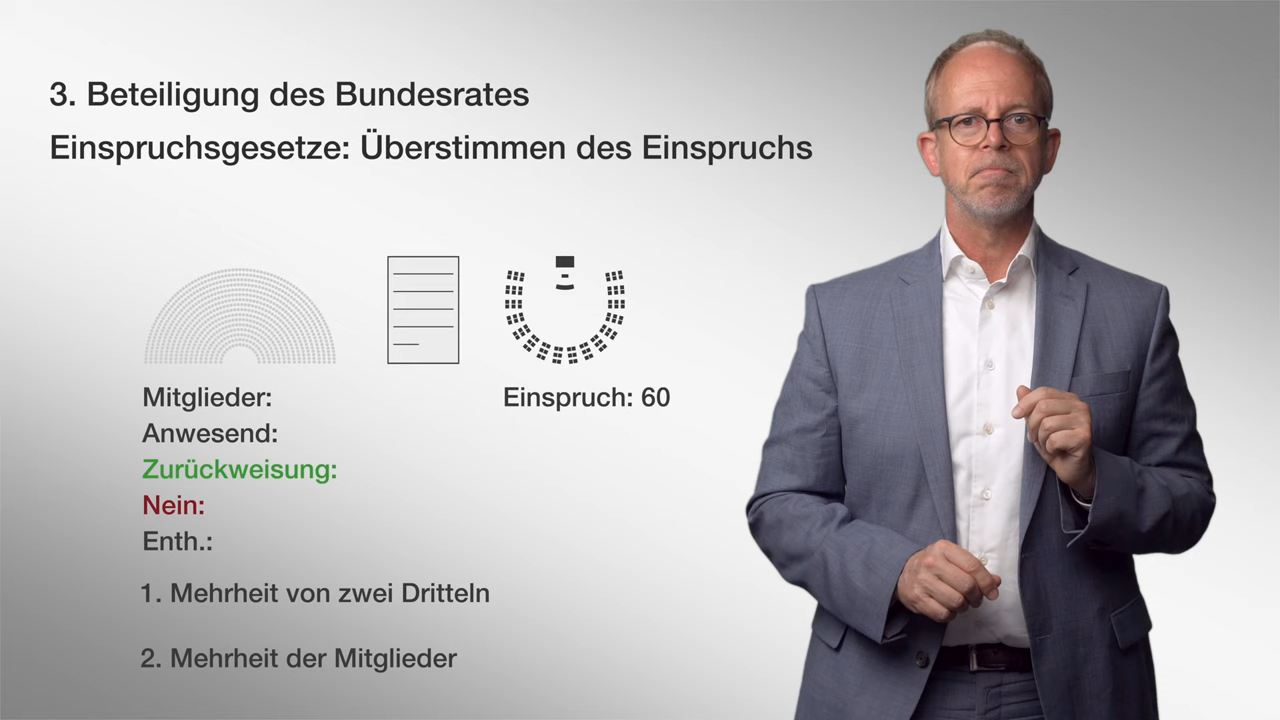 3. Beteiligung des Bundesrates
Einspruchsgesetze: Überstimmen des Einspruchs
Mitglieder:
Einspruch: 60
Anwesend:
Zurückweisung:
Nein:
Enth.:
1. Mehrheit von zwei Dritteln
2. Mehrheit der Mitglieder